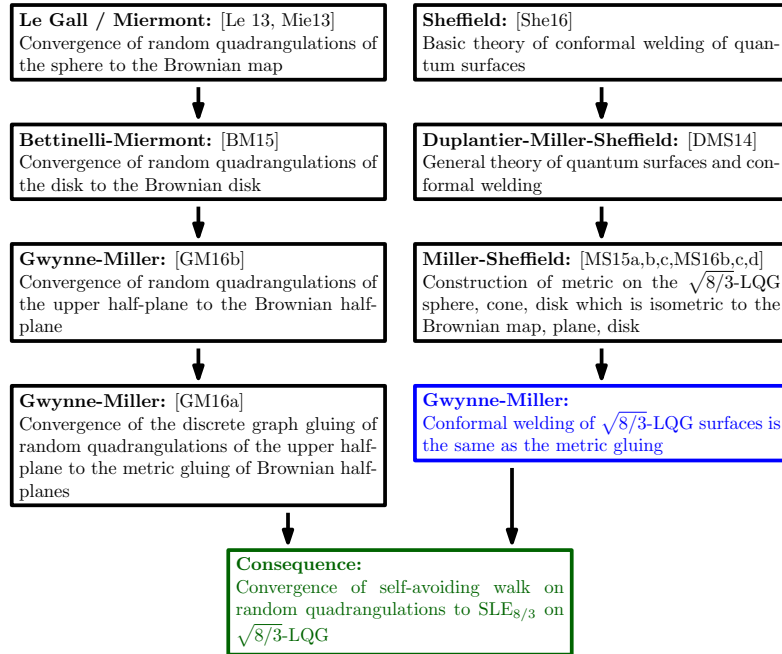 Le Gall / Miermont: [Le 13, Mie13]
Convergence of random quadrangulations of
the sphere to the Brownian map
Bettinelli-Miermont: [BM15]
Convergence of random quadrangulations of
the disk to the Brownian disk
Gwynne-Miller: [GM16b]
Convergence of random quadrangulations of
the upper half-plane to the Brownian half-
plane
Gwynne-Miller: [GM16a]
Convergence of the discrete graph gluing of
random quadrangulations of the upper half-
plane to the metric gluing of Brownian half-
planes
Sheffield: [She16]
Basic theory of conformal welding of quan-
tum surfaces
Duplantier-Miller-Sheffield: [DMS14]
General theory of quantum surfaces and con-
formal welding
Miller-Sheffield: [MS15a,b,c,MS16b,c,d]
Construction of metric on the √8/3-LQG
sphere, cone, disk which is isometric to the
Brownian map, plane, disk
Gwynne-Miller:
Conformal welding of √8/3-LQG surfaces is
the same as the metric gluing
Consequence:
Convergence of self-avoiding walk on
random quadrangulations to SLE8/3 on
√8/3-LQG